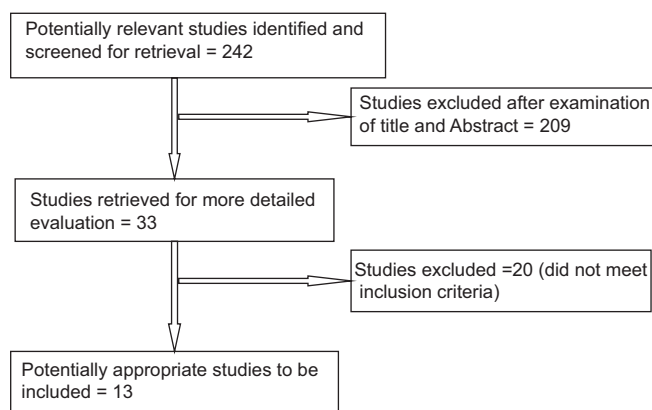 Potentially relevant studies identified and
screened for retrieval = 242
Studies excluded after examination
of title and Abstract = 209
Studies retrieved for more detailed
evaluation = 33
Studies excluded =20 (did not meet
inclusion criteria)
Potentially appropriate studies to be
included = 13